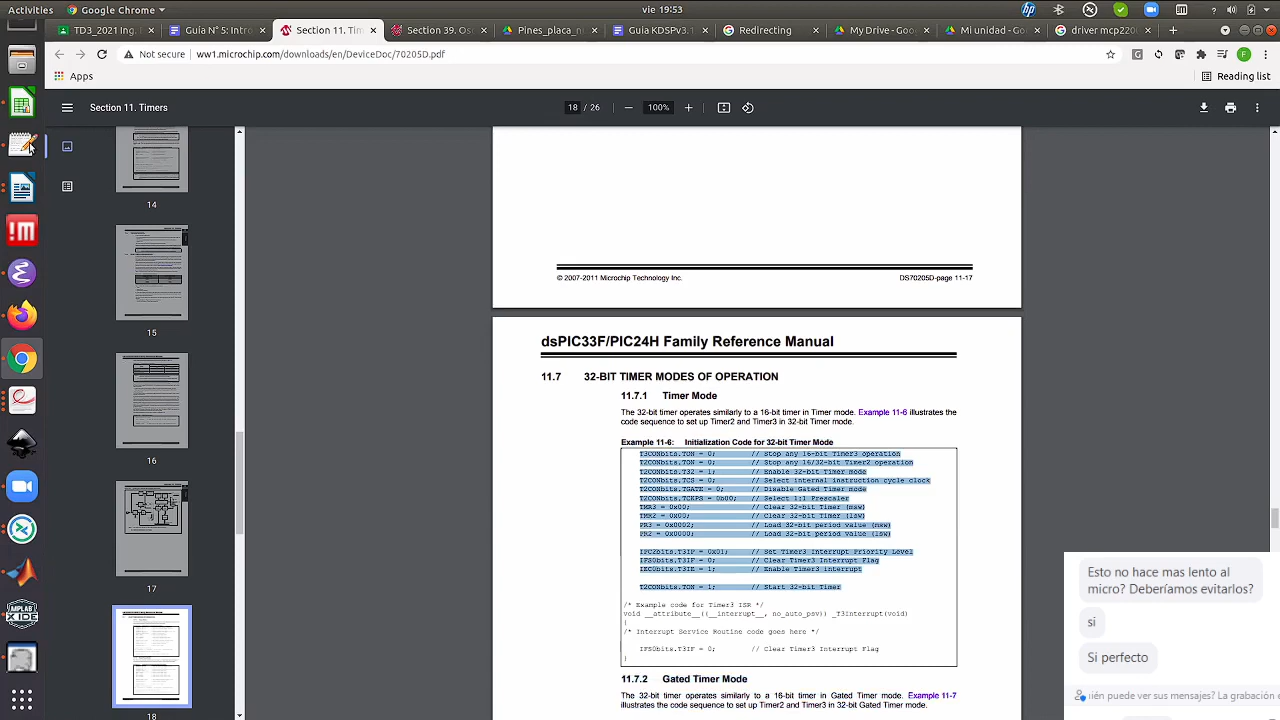 Activities
Google Chrome
vie 19:53
TD3_2021Ing.
Guía N° 5: Intro
Section 11. Tim
Section 39. Os
Pines_placa_ni
Guia KDSPv3.1
Redirecting
My Drive - Goo
Mi unidad - Go
driver mcp220
Not secure
ww1.microchip.com/downloads/en/DeviceDoc/70205D.pdf
Apps
Reading list
Section 11. Timers
18 / 26
100%
14
15
16
17
18
© 2007-2011 Microchip Technology Inc.
DS70205D-page 11-17
dsPIC33F/PIC24H Family Reference Manual
11.7 32-BIT TIMER MODES OF OPERATION
11.7.1 Timer Mode
The 32-bit timer operates similarly to a 16-bit timer in Timer mode. Example 11-6 illustrates the
code sequence to set up Timer2 and Timer3 in 32-bit Timer mode.
Example 11-6: Initialization Code for 32-bit Timer Mode
T3CONbits.TON = 0; // Stop any 16-bit Timer3 operation
T2CONbits.TON = 0; // Stop any 16/32-bit Timer2 operation
T2CONbits.T32 = 1; // Enable 32-bit Timer mode
T2CONbits.TCS = 0; // Select internal instruction cycle clock
T2CONbits.TGATE = 0; // Disable Gated Timer mode
T2CONbits.TCKPS = 0b00; // Select 1:1 Prescaler
TMR3 = 0x00; // Clear 32-bit Timer (msw)
TMR2 = 0x00; // Clear 32-bit Timer (lsw)
PR3 = 0x0002; // Load 32-bit period value (msw)
PR2 = 0x0000; // Load 32-bit period value (lsw)
IPC2bits.T3IP = 0x01; // Set Timer3 Interrupt Priority Level
IFS0bits.T3IF = 0; // Clear Timer3 Interrupt Flag
IEC0bits.T3IE = 1; // Enable Timer3 interrupt
T2CONbits.TON = 1; // Start 32-bit Timer
/* Example code for Timer3 ISR */
void __attribute__((__interrupt__, no_auto_psv)) _T3Interrupt(void)
{
/* Interrupt Service Routine code goes here */
IFS0bits.T3IF = 0; // Clear Timer3 Interrupt Flag
}
11.7.2 Gated Timer Mode
The 32-bit timer operates similarly to a 16-bit timer in Gated Timer mode. Example 11-7
illustrates the code sequence to set up Timer2 and Timer3 in 32-bit Gated Timer mode.
Esto no hace mas lento al
micro? Deberíamos evitarlos?
si
Si perfecto
iién puede ver sus mensajes? La grabación e